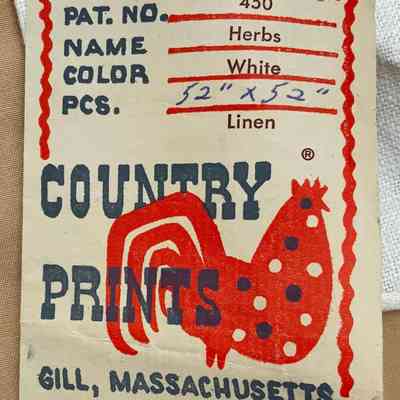 PAT. NO. 450
NAME Herbs
COLOR White
PCS. 52" x 52"
Linen
®
COUNTRY
PRINTS
GILL, MASSACHUSETTS